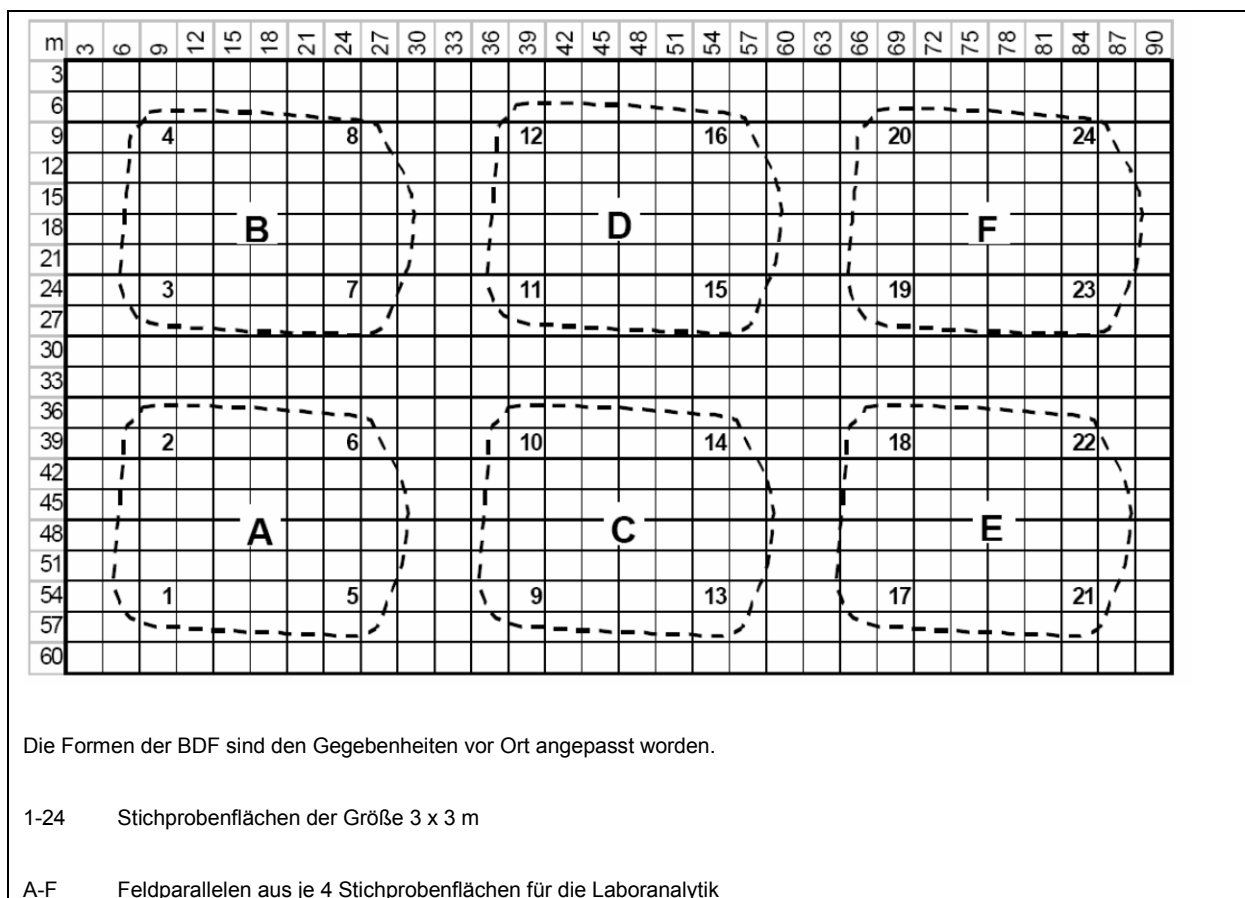 m 3 6 9 12 15 18 21 24 27 30 33 36 39 42 45 48 51 54 57 60 63 66 69 72 75 78 81 84 87 90
3
6
9 4 8 12 16 20 24
12
15
18 B D F
21
24 3 7 11 15 19 23
27
30
33
36
39 2 6 10 14 18 22
42
45
48 A C E
51
54 1 5 9 13 17 21
57
60
Die Formen der BDF sind den Gegebenheiten vor Ort angepasst worden.
1-24 Stichprobenflächen der Größe 3 x 3 m
A-F Feldparallelen aus je 4 Stichprobenflächen für die Laboranalytik